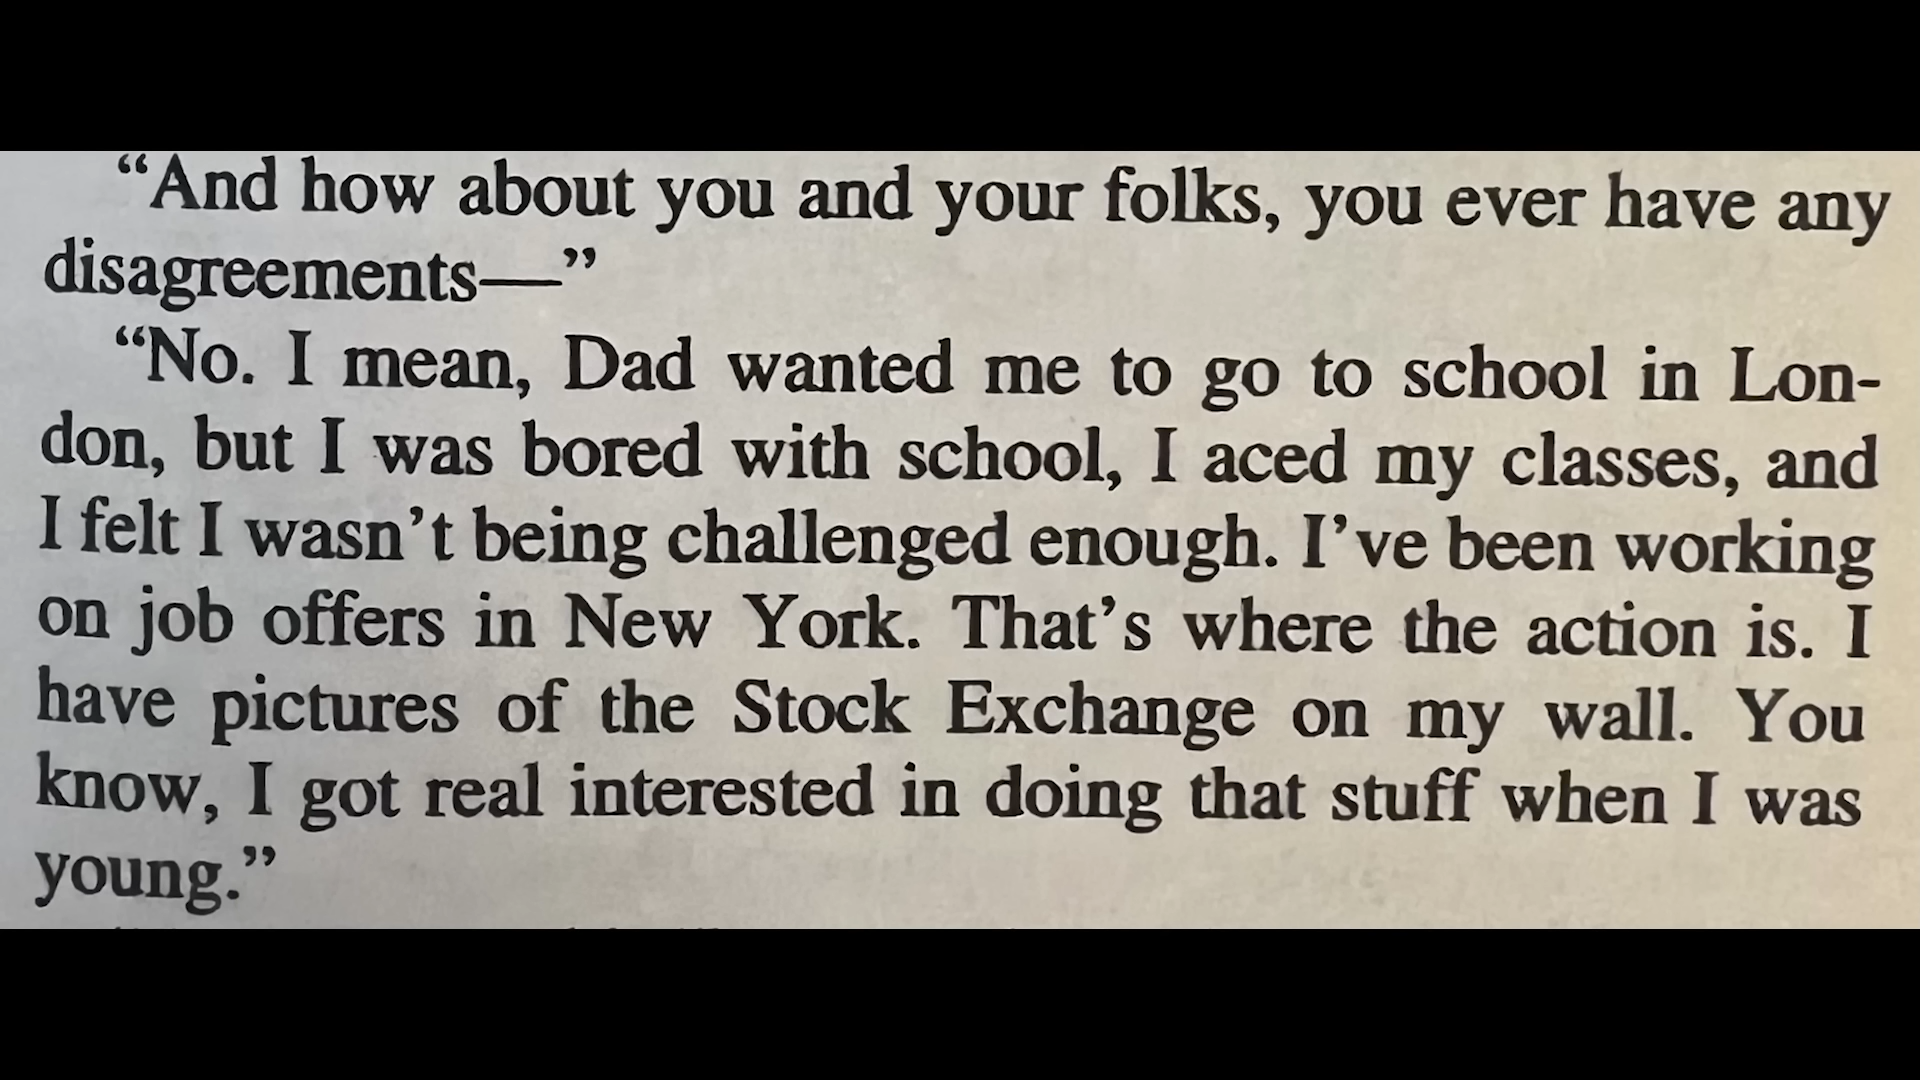 “And how about you and your folks, you ever have any
disagreements—”
“No. I mean, Dad wanted me to go to school in Lon-
don, but I was bored with school, I aced my classes, and
I felt I wasn’t being challenged enough. I’ve been working
on job offers in New York. That’s where the action is. I
have pictures of the Stock Exchange on my wall. You
know, I got real interested in doing that stuff when I was
young.”